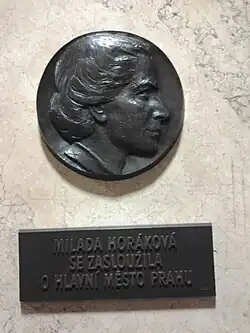 MILADA HORÁKOVÁ
SE ZASLOUŽILA
O HLAVNÍ MĚSTO PRAHU